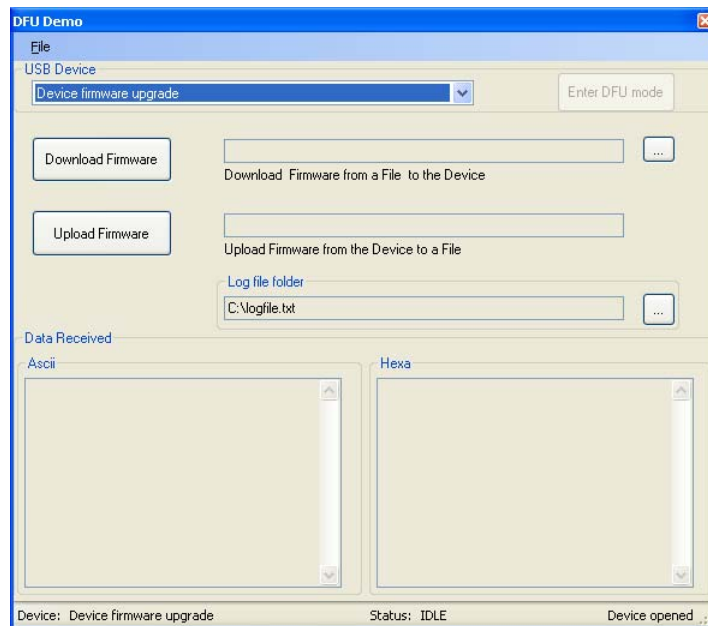 DFU Demo
File
USB Device
Device firmware upgrade
Enter DFU mode
Download Firmware
...
Download Firmware from a File to the Device
Upload Firmware
Upload Firmware from the Device to a File
Log file folder
C:\logfile.txt
...
Data Received
Ascii
Hexa
Device: Device firmware upgrade
Status: IDLE
Device opened